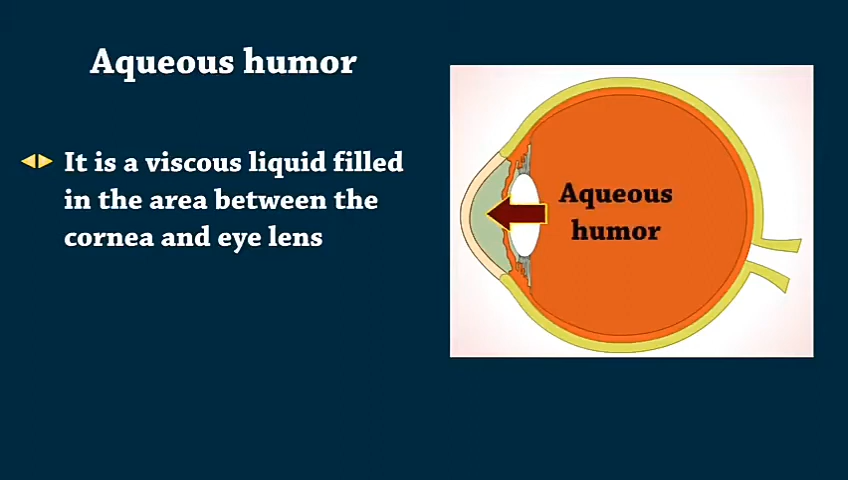 Aqueous humor
It is a viscous liquid filled
in the area between the
cornea and eye lens
Aqueous
humor